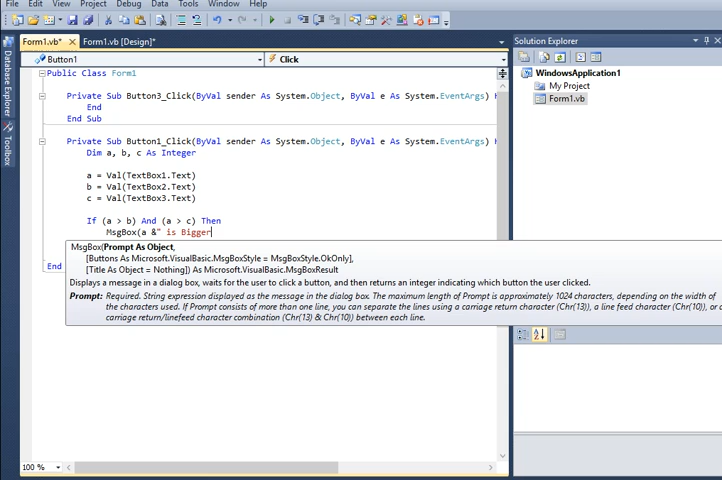 File Edit View Project Build Debug Team Data Tools Window Help
Form1.vb* Form1.vb [Design]*
Solution Explorer
Button1 Click
WindowsApplication1
My Project
Form1.vb
Database Explorer
Toolbox
Public Class Form1
Private Sub Button3_Click(ByVal sender As System.Object, ByVal e As System.EventArgs) H
End
End Sub
Private Sub Button1_Click(ByVal sender As System.Object, ByVal e As System.EventArgs) H
Dim a, b, c As Integer
a = Val(TextBox1.Text)
b = Val(TextBox2.Text)
c = Val(TextBox3.Text)
If (a > b) And (a > c) Then
MsgBox(a &" is Bigger
MsgBox(Prompt As Object,
[Buttons As Microsoft.VisualBasic.MsgBoxStyle = MsgBoxStyle.OkOnly],
[Title As Object = Nothing]) As Microsoft.VisualBasic.MsgBoxResult
Displays a message in a dialog box, waits for the user to click a button, and then returns an integer indicating which button the user clicked.
Prompt: Required. String expression displayed as the message in the dialog box. The maximum length of Prompt is approximately 1024 characters, depending on the width of
the characters used. If Prompt consists of more than one line, you can separate the lines using a carriage return character (Chr(13)), a line feed character (Chr(10)), or a
carriage return/linefeed character combination (Chr(13) & Chr(10)) between each line.
End
100 %